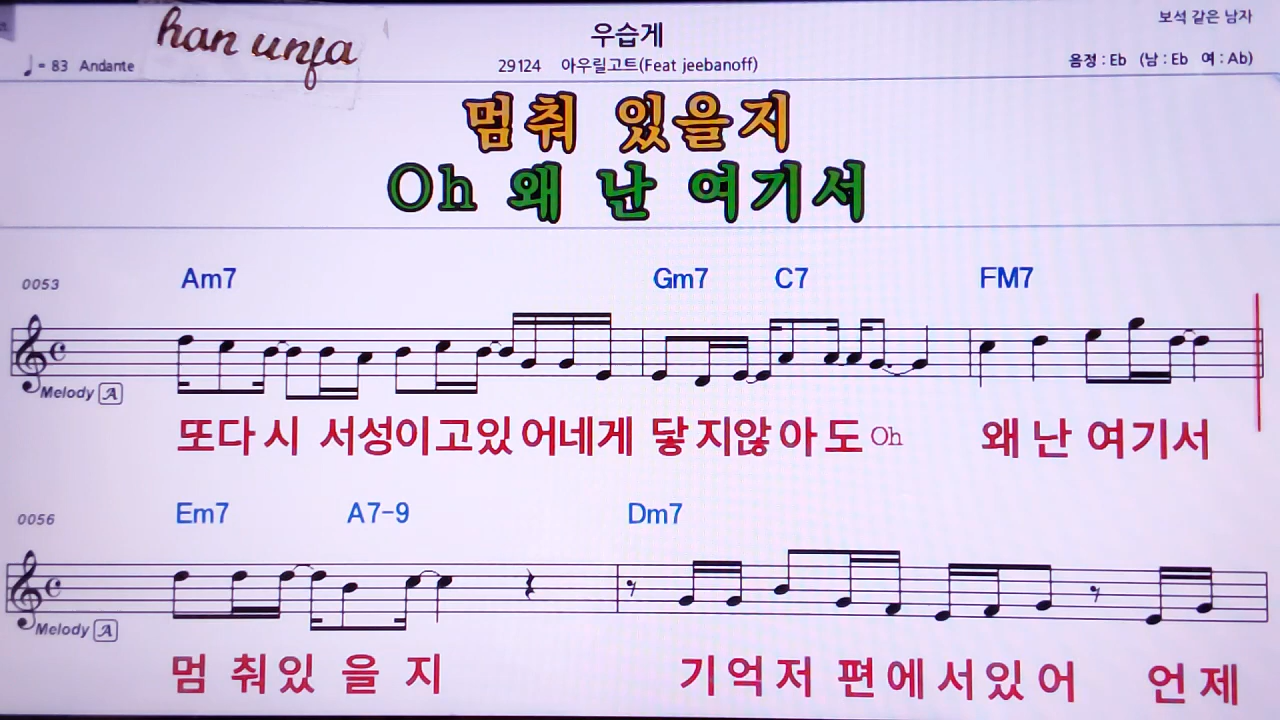 보석 같은 남자
han unja
우습게
♩= 83 Andante
29124 아우릴고트(Feat jeebanoff)
음정 : Eb (남 : Eb 여 : Ab)
멈춰 있을지
Oh 왜 난 여기서
0053 Am7 Gm7 C7 FM7
Melody A
또다시 서성이고있어네게 닿지않아도 Oh 왜 난 여기서
0056 Em7 A7-9 Dm7
Melody A
멈 춰있 을 지 기억저 편에서있어 언제